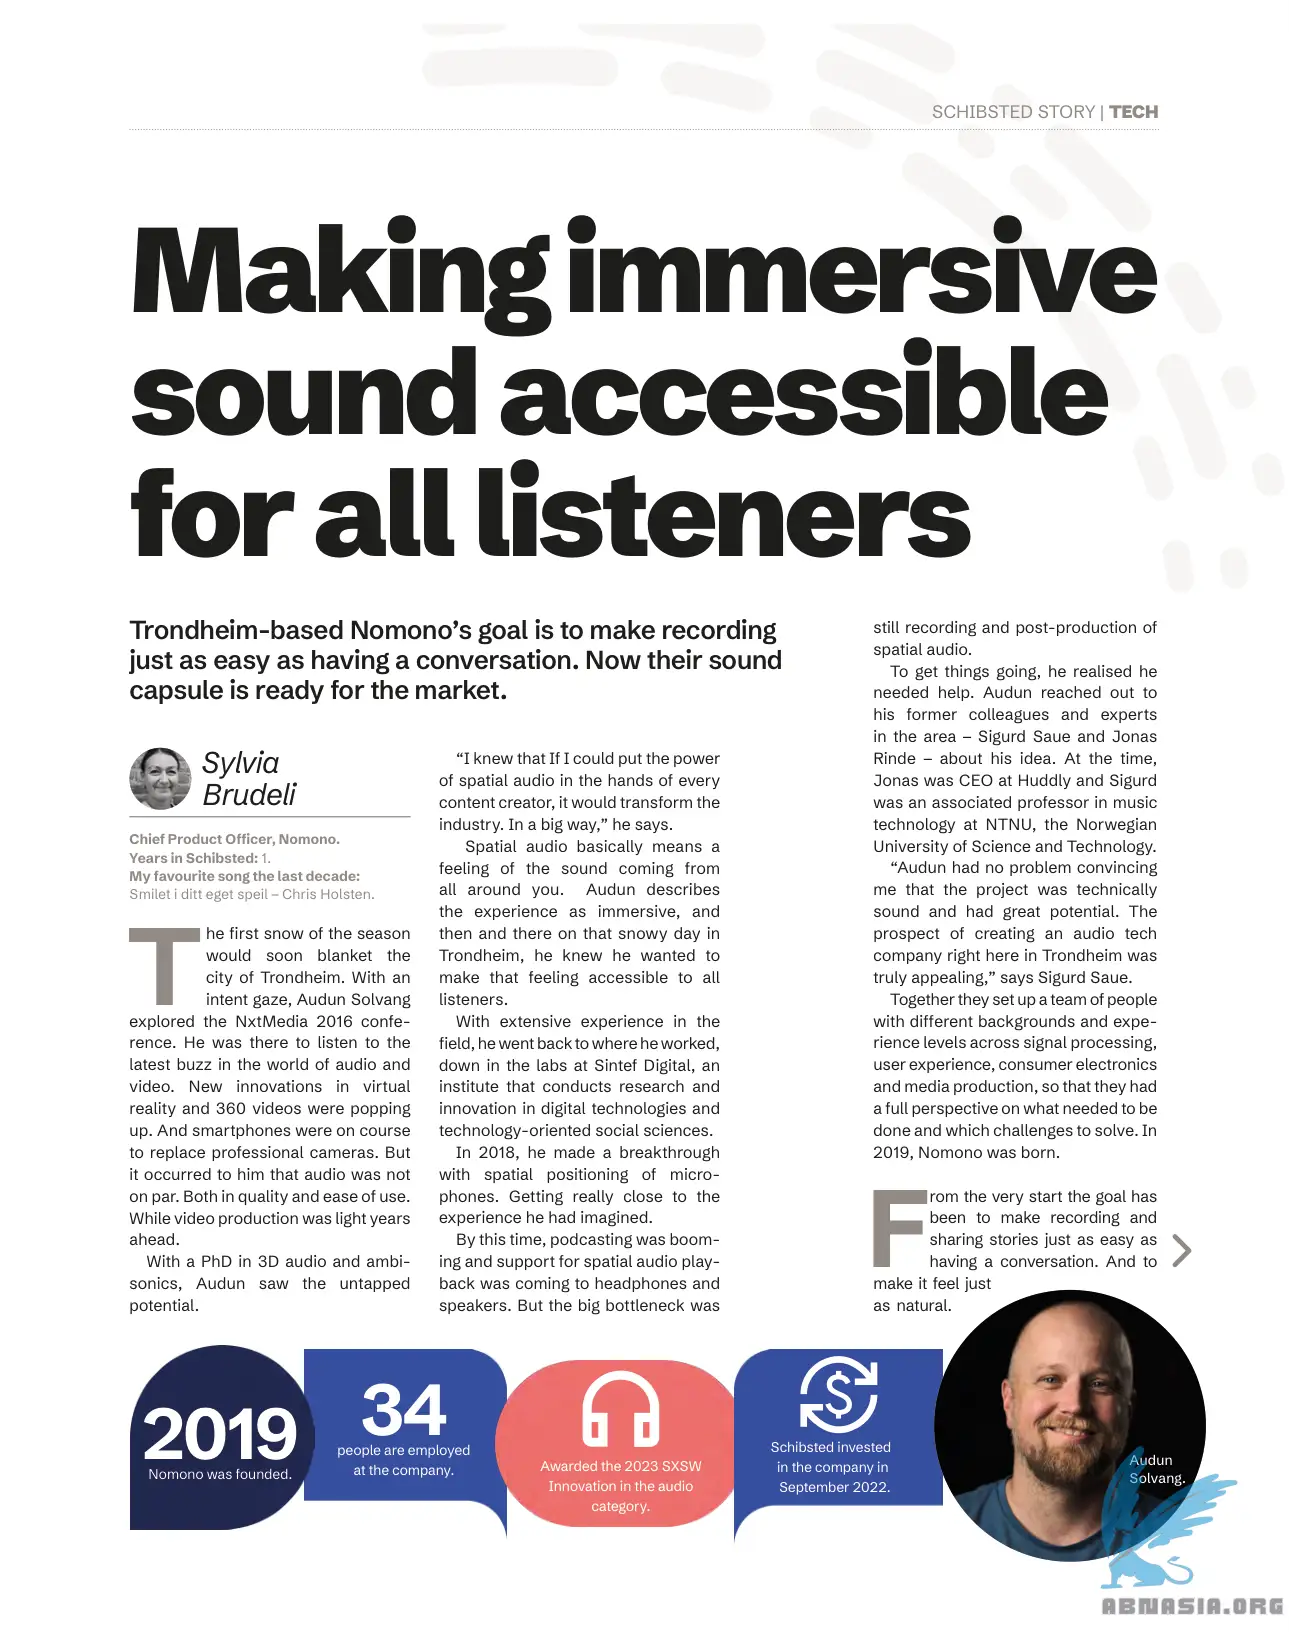 SCHIBSTED STORY | TECH
Making immersive
sound accessible
for all listeners
Trondheim-based Nomono’s goal is to make recording
just as easy as having a conversation. Now their sound
capsule is ready for the market.
Sylvia
Brudeli
Chief Product Officer, Nomono.
Years in Schibsted: 1.
My favourite song the last decade:
Smilet i ditt eget speil – Chris Holsten.
The first snow of the season
would soon blanket the
city of Trondheim. With an
intent gaze, Audun Solvang
explored the NxtMedia 2016 confe-
rence. He was there to listen to the
latest buzz in the world of audio and
video. New innovations in virtual
reality and 360 videos were popping
up. And smartphones were on course
to replace professional cameras. But
it occurred to him that audio was not
on par. Both in quality and ease of use.
While video production was light years
ahead.
With a PhD in 3D audio and ambi-
sonics, Audun saw the untapped
potential.
“I knew that If I could put the power
of spatial audio in the hands of every
content creator, it would transform the
industry. In a big way,” he says.
Spatial audio basically means a
feeling of the sound coming from
all around you. Audun describes
the experience as immersive, and
then and there on that snowy day in
Trondheim, he knew he wanted to
make that feeling accessible to all
listeners.
With extensive experience in the
field, he went back to where he worked,
down in the labs at Sintef Digital, an
institute that conducts research and
innovation in digital technologies and
technology-oriented social sciences.
In 2018, he made a breakthrough
with spatial positioning of micro-
phones. Getting really close to the
experience he had imagined.
By this time, podcasting was boom-
ing and support for spatial audio play-
back was coming to headphones and
speakers. But the big bottleneck was
still recording and post-production of
spatial audio.
To get things going, he realised he
needed help. Audun reached out to
his former colleagues and experts
in the area – Sigurd Saue and Jonas
Rinde – about his idea. At the time,
Jonas was CEO at Huddly and Sigurd
was an associated professor in music
technology at NTNU, the Norwegian
University of Science and Technology.
“Audun had no problem convincing
me that the project was technically
sound and had great potential. The
prospect of creating an audio tech
company right here in Trondheim was
truly appealing,” says Sigurd Saue.
Together they set up a team of people
with different backgrounds and expe-
rience levels across signal processing,
user experience, consumer electronics
and media production, so that they had
a full perspective on what needed to be
done and which challenges to solve. In
2019, Nomono was born.
From the very start the goal has
been to make recording and
sharing stories just as easy as
having a conversation. And to
make it feel just
as natural.
2019
Nomono was founded.
34
people are employed
at the company.
Awarded the 2023 SXSW
Innovation in the audio
category.
$
Schibsted invested
in the company in
September 2022.
Audun
Solvang.
ABNASIA.ORG